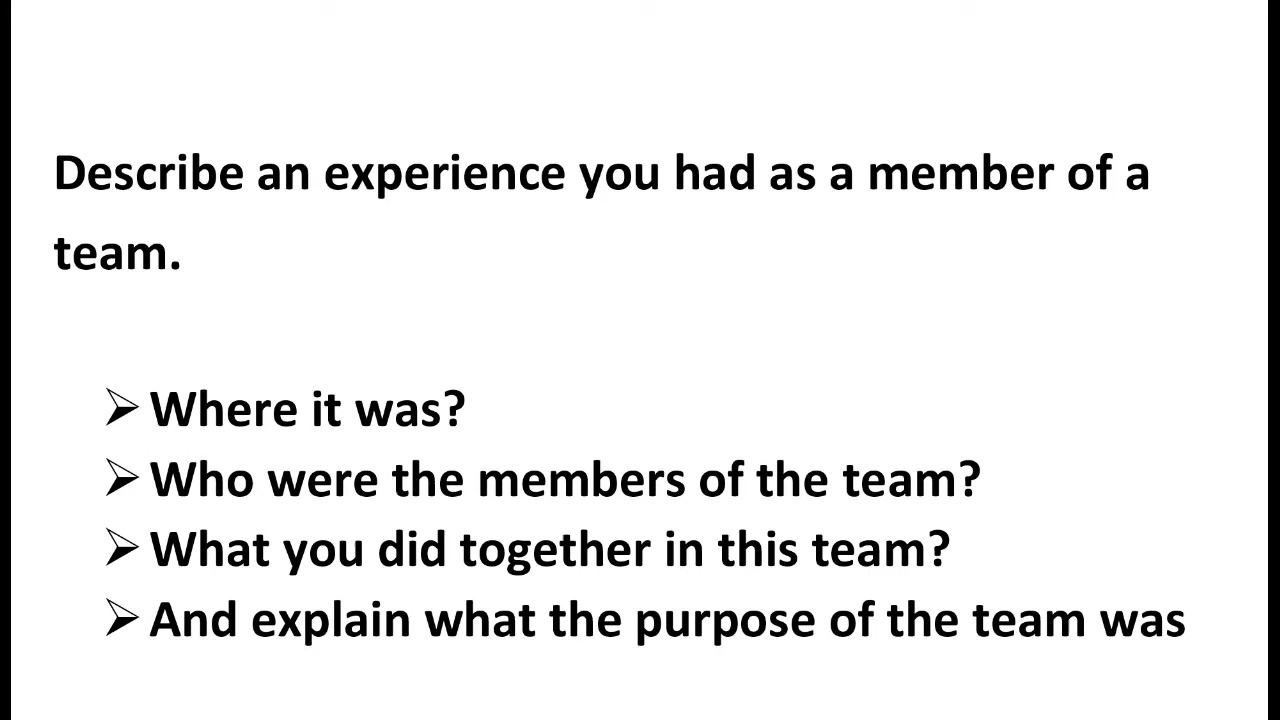 Describe an experience you had as a member of a
team.
➢ Where it was?
➢ Who were the members of the team?
➢ What you did together in this team?
➢ And explain what the purpose of the team was